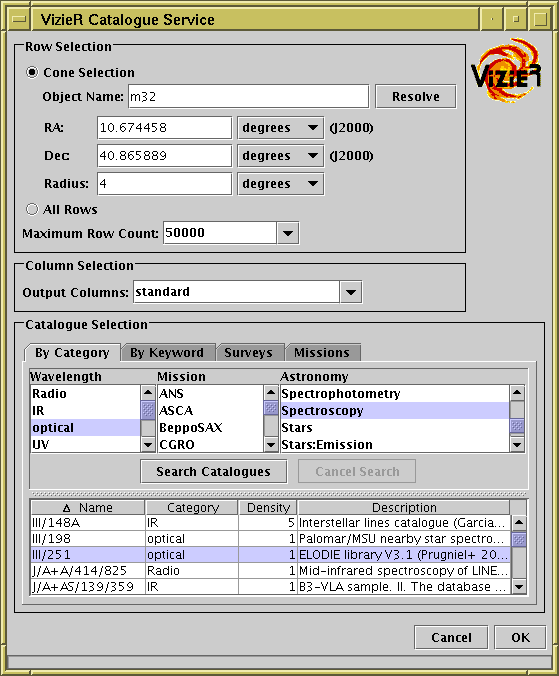 VizieR Catalogue Service
Row Selection
VizieR
Cone Selection
Object Name: m32 Resolve
RA: 10.674458 degrees (J2000)
Dec: 40.865889 degrees (J2000)
Radius: 4 degrees
All Rows
Maximum Row Count: 50000
Column Selection
Output Columns: standard
Catalogue Selection
By Category By Keyword Surveys Missions
Wavelength Mission Astronomy
Radio ANS Spectrophotometry
IR ASCA Spectroscopy
optical BeppoSAX Stars
UV CGRO Stars:Emission
Search Catalogues Cancel Search
Δ Name Category Density Description
III/148A IR 5 Interstellar lines catalogue (Garcia...
III/198 optical 1 Palomar/MSU nearby star spectro...
III/251 optical 1 ELODIE library V3.1 (Prugniel+ 20...
J/A+A/414/825 Radio 1 Mid-infrared spectroscopy of LINE...
J/A+AS/139/359 IR 1 B3-VLA sample. II. The database ...
Cancel OK